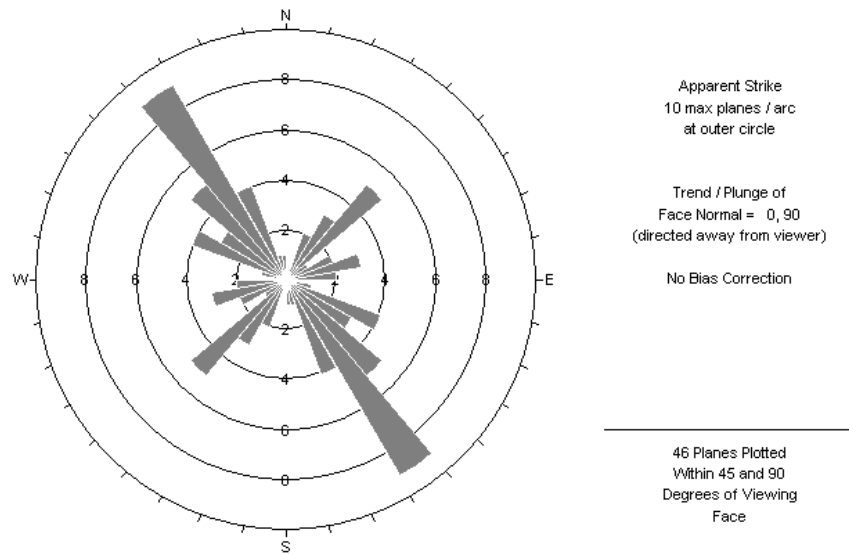 N
8
6
4
2
W 8 6 4 2 2 4 6 8 E
2
4
6
8
S
Apparent Strike
10 max planes / arc
at outer circle
Trend / Plunge of
Face Normal = 0, 90
(directed away from viewer)
No Bias Correction
46 Planes Plotted
Within 45 and 90
Degrees of Viewing
Face